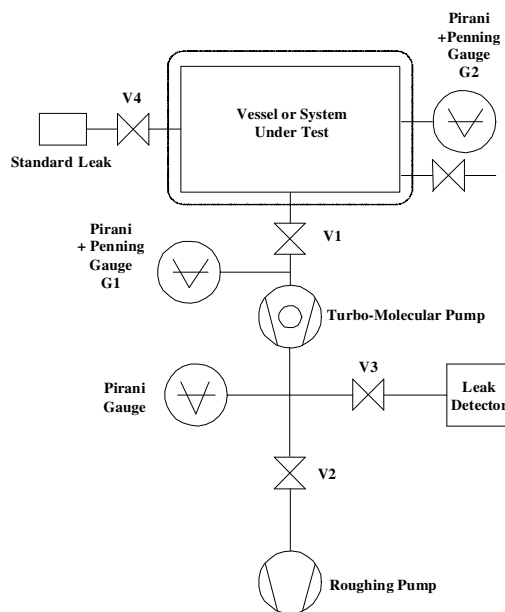 Pirani
+Penning
Gauge
G2
V4
Vessel or System
Under Test
Standard Leak
V1
Pirani
+ Penning
Gauge
G1
Turbo-Molecular Pump
V3
Pirani
Gauge
Leak
Detector
V2
Roughing Pump